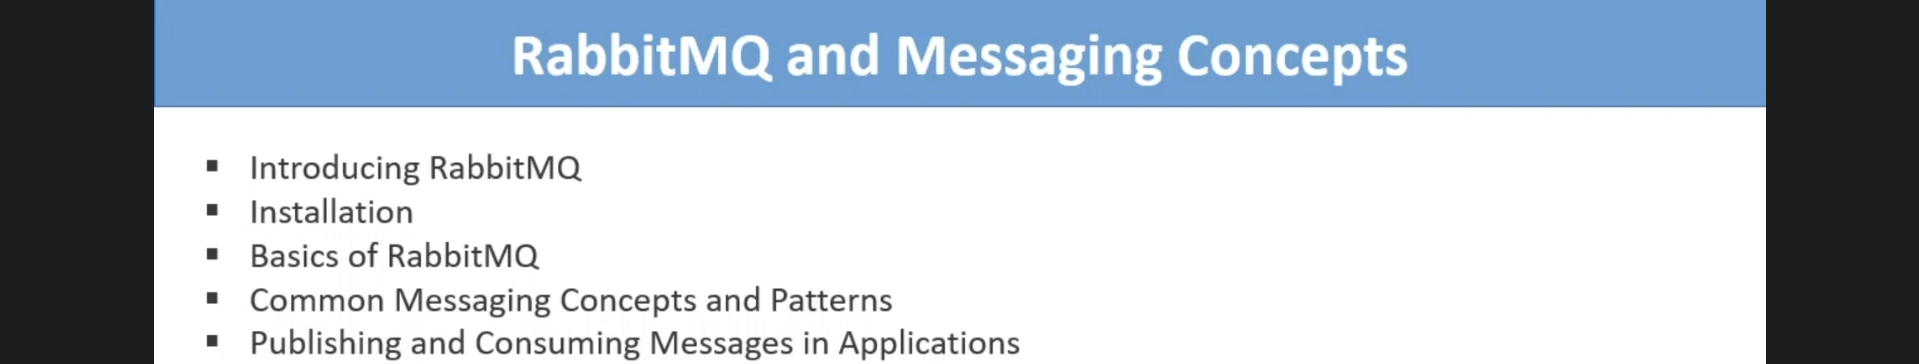 RabbitMQ and Messaging Concepts
▪ Introducing RabbitMQ
▪ Installation
▪ Basics of RabbitMQ
▪ Common Messaging Concepts and Patterns
▪ Publishing and Consuming Messages in Applications